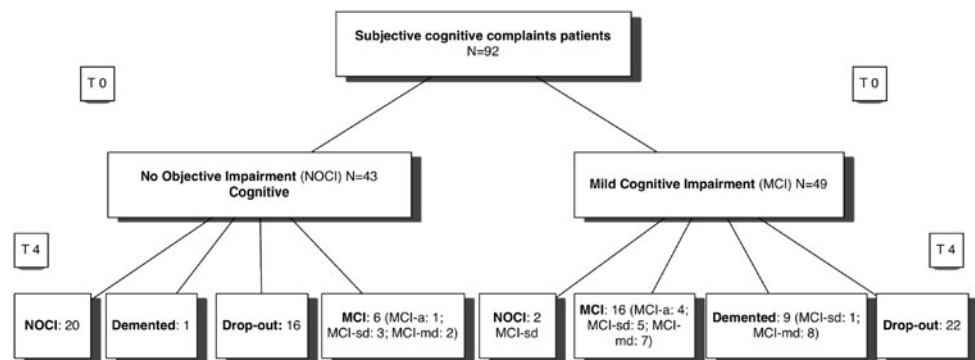 Subjective cognitive complaints patients
N=92
T 0
T 0
No Objective Impairment (NOCI) N=43
Cognitive
Mild Cognitive Impairment (MCI) N=49
T 4
T 4
NOCI: 20
Demented: 1
Drop-out: 16
MCI: 6 (MCI-a: 1;
MCI-sd: 3; MCI-md: 2)
NOCI: 2
MCI-sd
MCI: 16 (MCI-a: 4;
MCI-sd: 5; MCI-
md: 7)
Demented: 9 (MCI-sd: 1;
MCI-md: 8)
Drop-out: 22